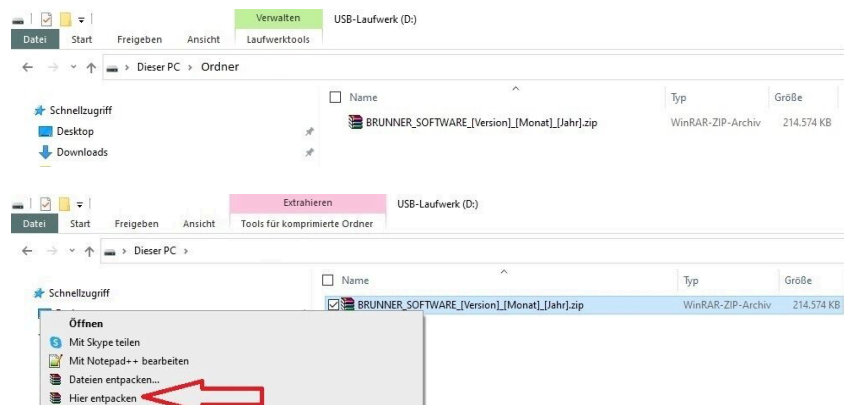 Verwalten USB-Laufwerk (D:)
Datei Start Freigeben Ansicht Laufwerktools
Dieser PC > Ordner
Name Typ Größe
Schnellzugriff
BRUNNER_SOFTWARE_[Version]_[Monat]_[Jahr].zip WinRAR-ZIP-Archiv 214.574 KB
Desktop
Downloads
Extrahieren USB-Laufwerk (D:)
Datei Start Freigeben Ansicht Tools für komprimierte Ordner
Dieser PC >
Name Typ Größe
Schnellzugriff
BRUNNER_SOFTWARE_[Version]_[Monat]_[Jahr].zip WinRAR-ZIP-Archiv 214.574 KB
Öffnen
Mit Skype teilen
Mit Notepad++ bearbeiten
Dateien entpacken...
Hier entpacken